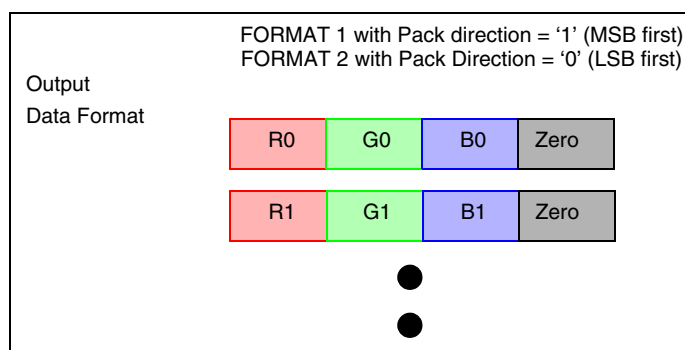 FORMAT 1 with Pack direction = ‘1’ (MSB first)
FORMAT 2 with Pack Direction = ‘0’ (LSB first)
Output
Data Format
R0 G0 B0 Zero
R1 G1 B1 Zero